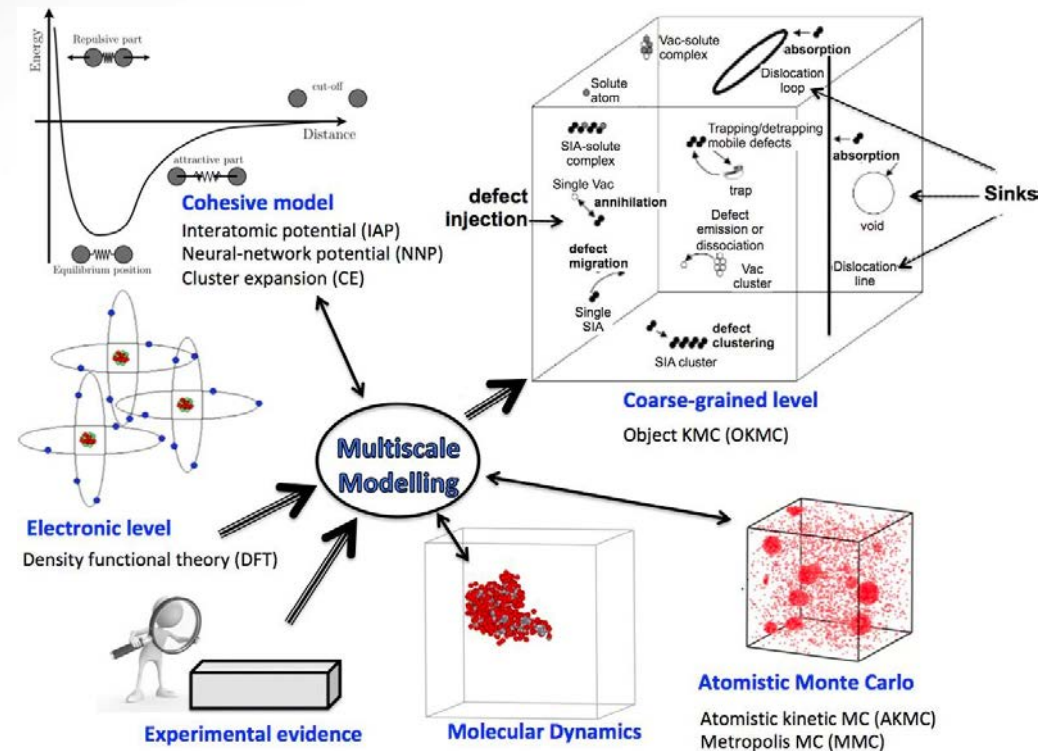 Energy
Repulsive part
cut-off
Distance
attractive part
Equilibrium position
Cohesive model
Interatomic potential (IAP)
Neural-network potential (NNP)
Cluster expansion (CE)
Vac-solute
complex
absorption
Solute
atom
Dislocation
loop
SIA-solute
complex
Trapping/detrapping
mobile defects
absorption
trap
defect
injection
Single Vac
annihilation
Sinks
void
Defect
emission or
dissociation
defect
migration
Vac
cluster
Dislocation
line
Single
SIA
defect
clustering
SIA cluster
Coarse-grained level
Object KMC (OKMC)
Multiscale
Modelling
Electronic level
Density functional theory (DFT)
Experimental evidence
Molecular Dynamics
Atomistic Monte Carlo
Atomistic kinetic MC (AKMC)
Metropolis MC (MMC)